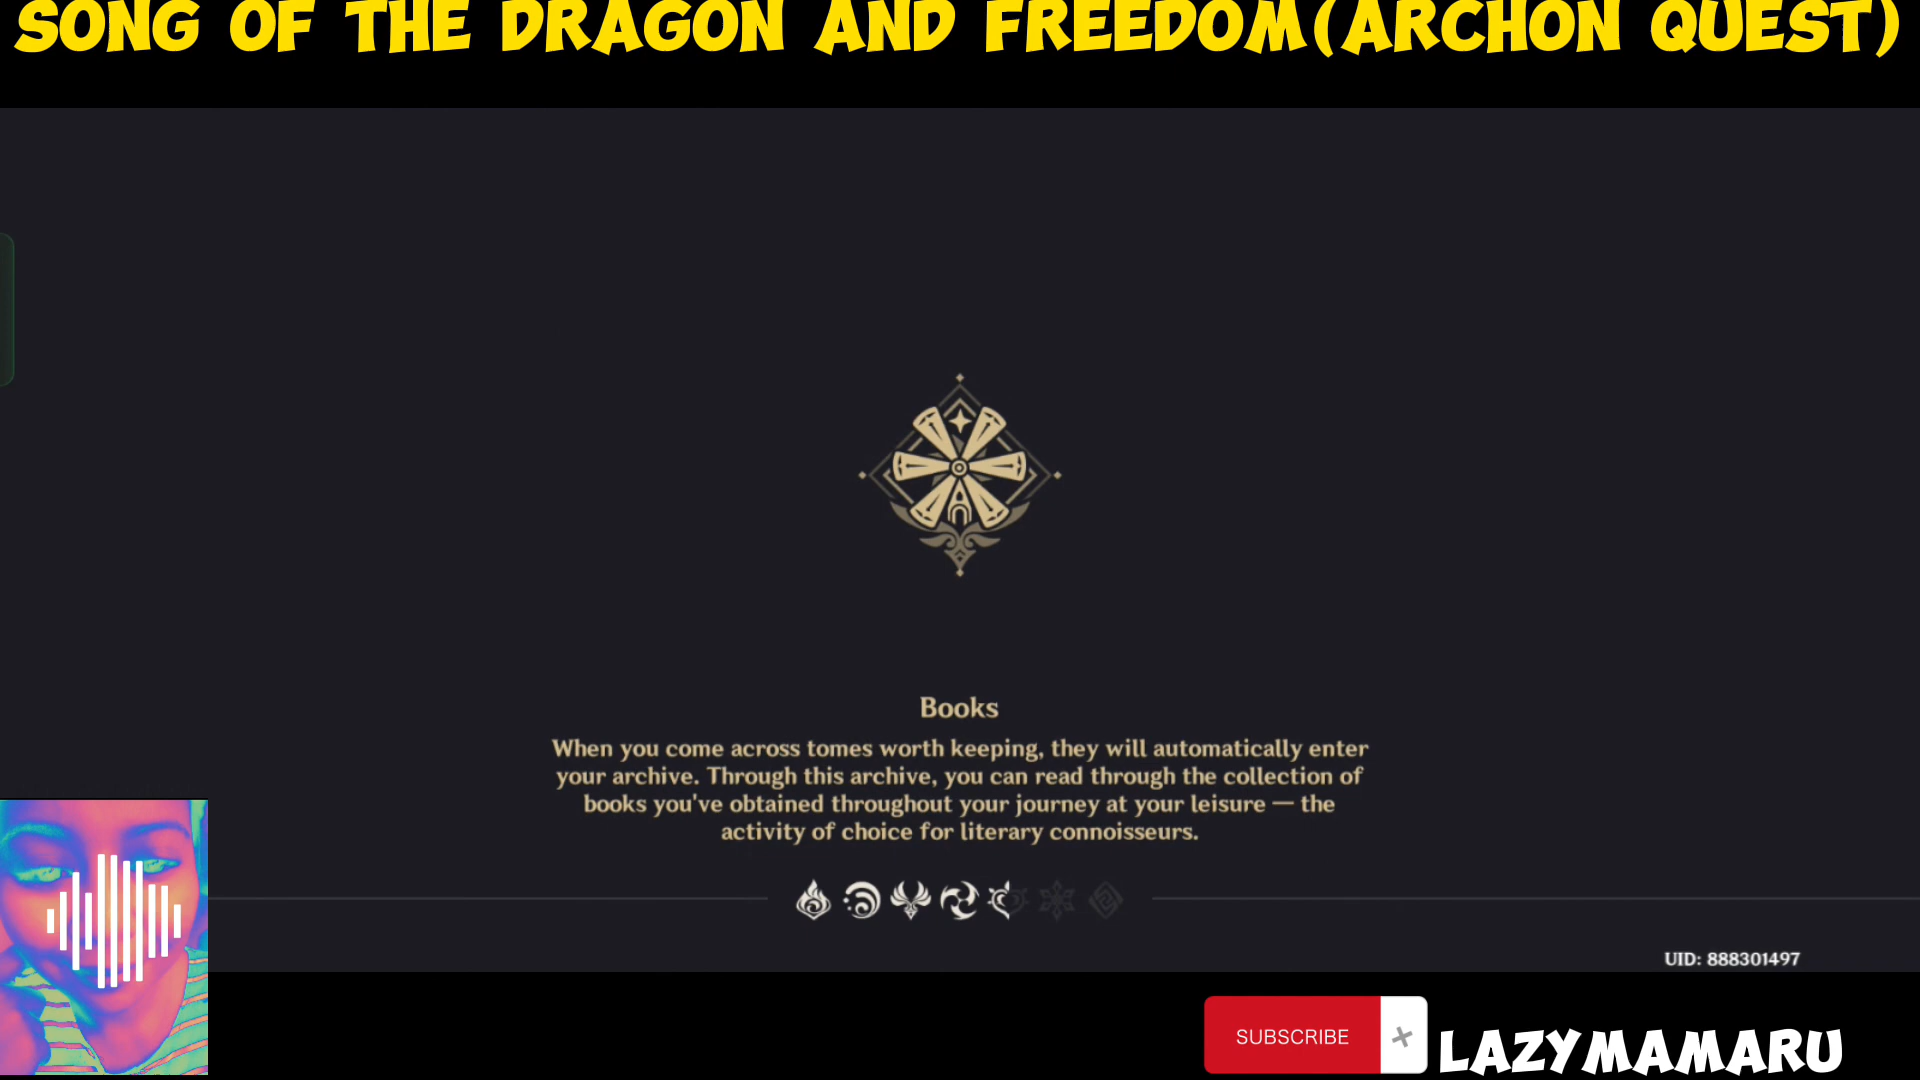 SONG OF THE DRAGON AND FREEDOM(ARCHON QUEST)
Books
When you come across tomes worth keeping, they will automatically enter
your archive. Through this archive, you can read through the collection of
books you've obtained throughout your journey at your leisure — the
activity of choice for literary connoisseurs.
UID: 888301497
SUBSCRIBE
LAZYMAMARU